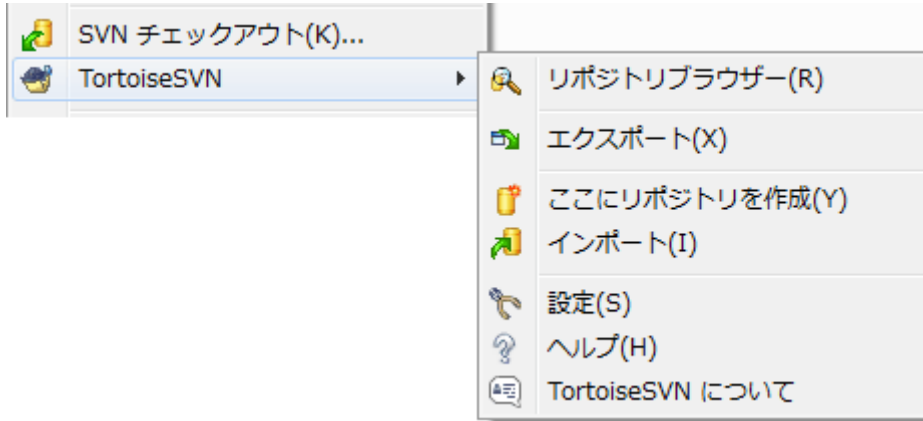 SVN チェックアウト(K)...
TortoiseSVN
リポジトリブラウザー(R)
エクスポート(X)
ここにリポジトリを作成(Y)
インポート(I)
設定(S)
ヘルプ(H)
TortoiseSVN について